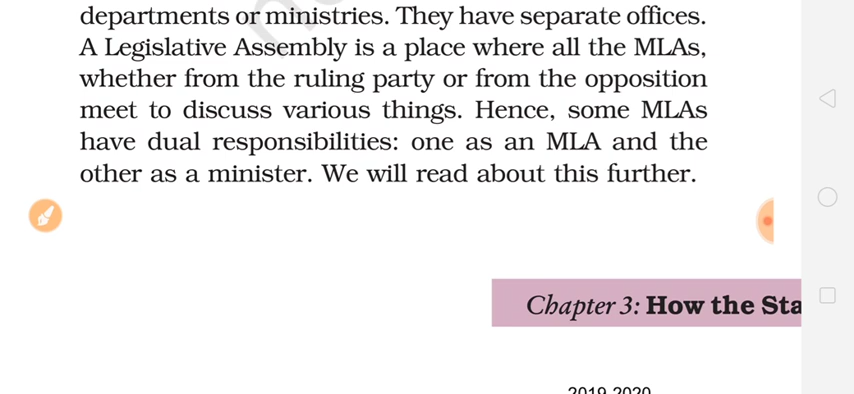 departments or ministries. They have separate offices.
A Legislative Assembly is a place where all the MLAs,
whether from the ruling party or from the opposition
meet to discuss various things. Hence, some MLAs
have dual responsibilities: one as an MLA and the
other as a minister. We will read about this further.
Chapter 3: How the Sta
2019-2020